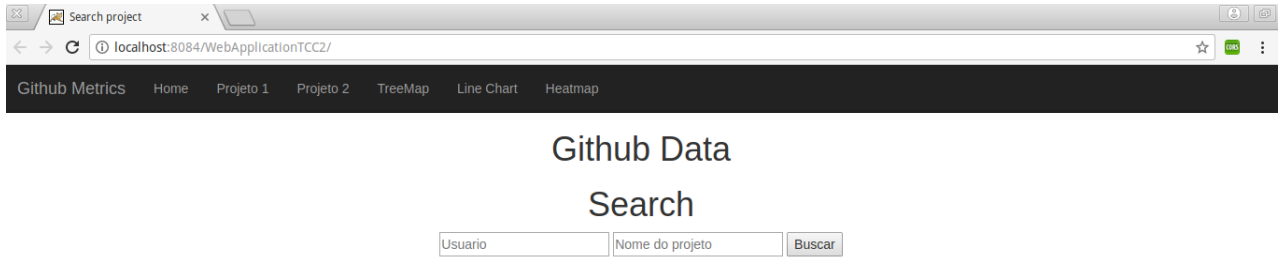 Search project
localhost:8084/WebApplicationTCC2/
CORS
Github Metrics Home Projeto 1 Projeto 2 TreeMap Line Chart Heatmap
Github Data
Search
Usuario Nome do projeto Buscar